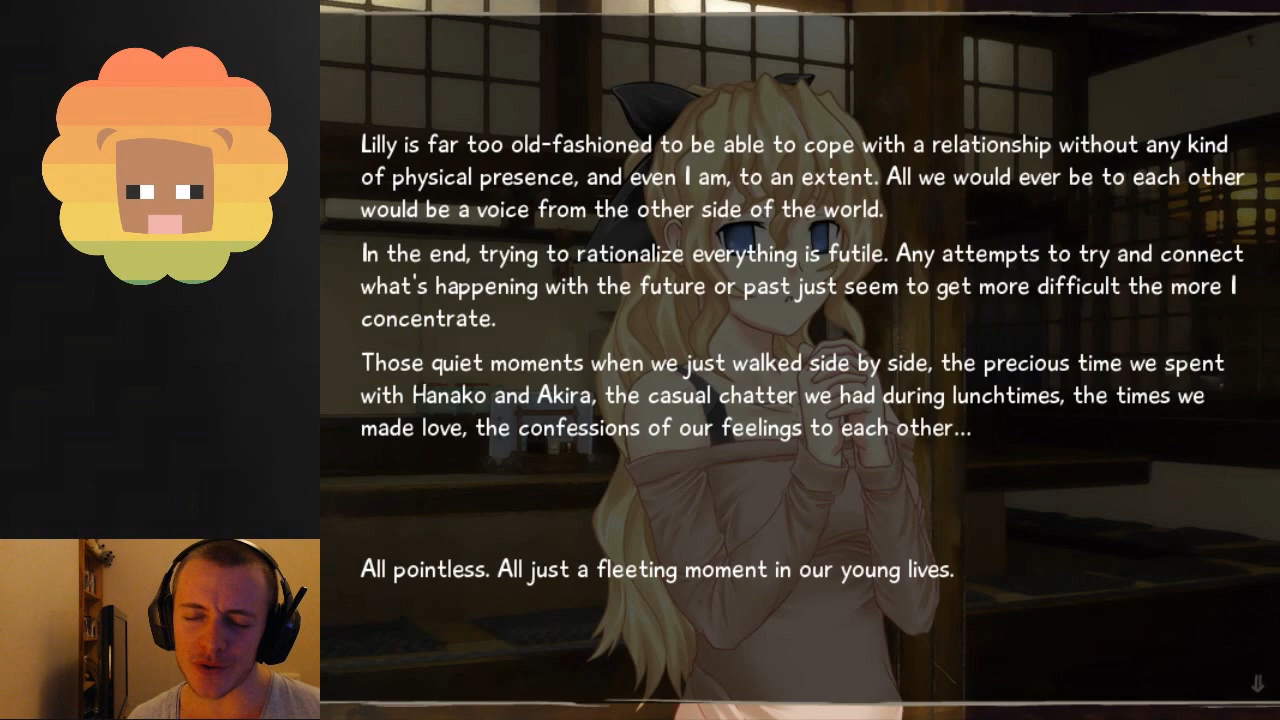 Lilly is far too old-fashioned to be able to cope with a relationship without any kind
of physical presence, and even I am, to an extent. All we would ever be to each other
would be a voice from the other side of the world.
In the end, trying to rationalize everything is futile. Any attempts to try and connect
what's happening with the future or past just seem to get more difficult the more I
concentrate.
Those quiet moments when we just walked side by side, the precious time we spent
with Hanako and Akira, the casual chatter we had during lunchtimes, the times we
made love, the confessions of our feelings to each other...
All pointless. All just a fleeting moment in our young lives.